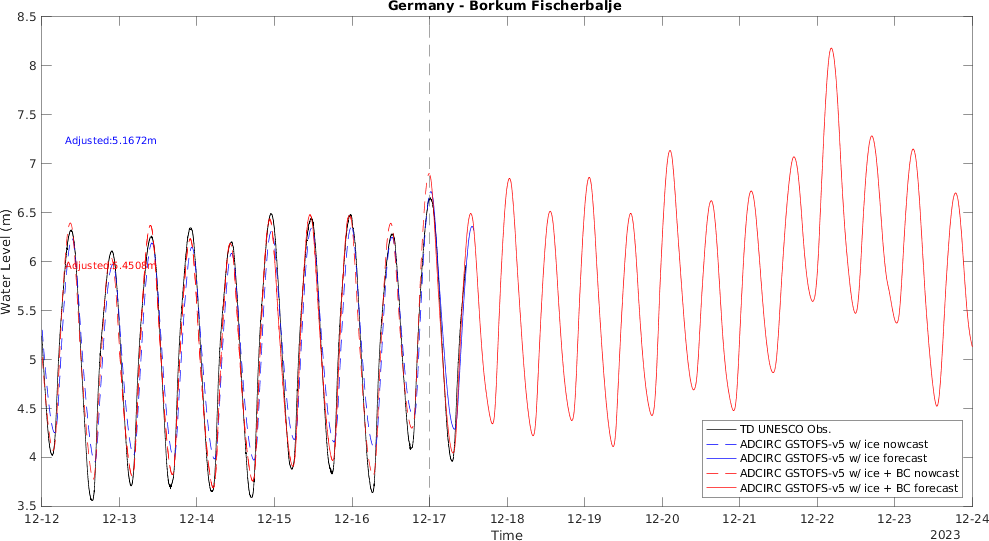 Germany - Borkum Fischerbalje
8.5
8
7.5
7
6.5
6
5.5
5
4.5
4
3.5
Water Level (m)
Adjusted:5.1672m
Adjusted:5.4508m
TD UNESCO Obs.
ADCIRC GSTOFS-v5 w/ ice nowcast
ADCIRC GSTOFS-v5 w/ ice forecast
ADCIRC GSTOFS-v5 w/ ice + BC nowcast
ADCIRC GSTOFS-v5 w/ ice + BC forecast
12-12 12-13 12-14 12-15 12-16 12-17 12-18 12-19 12-20 12-21 12-22 12-23 12-24
Time 2023